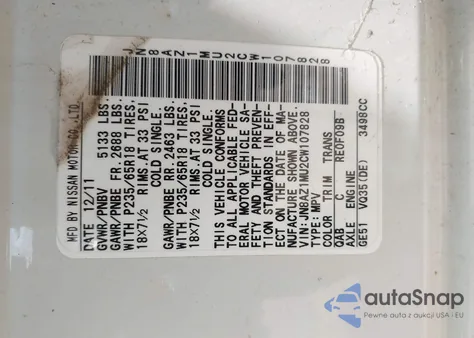 JN8AZ1MU2CW107828
MFD BY NISSAN MOTOR CO.,LTD.
DATE 12/11
GVWR/PNBV 5133 LBS.
GAWR/PNBE FR.2888 LBS.
WITH P235/65R18 TIRES
18X7½ RIMS.AT 33 PSI
COLD SINGLE.
GAWR/PNBE RR.2463 LBS.
WITH P235/65R18 TIRES
18X7½ RIMS.AT 33 PSI
COLD SINGLE.
THIS VEHICLE CONFORMS
TO ALL APPLICABLE FED-
ERAL MOTOR VEHICLE SA-
FETY AND THEFT PREVEN-
TION STANDARDS IN EFF-
ECT ON THE DATE OF MA-
NUFACTURE SHOWN ABOVE.
VIN: JN8AZ1MU2CW107828
TYPE: MPV
COLOR TRIM TRANS
QAB C RE0F09B
AXLE ENGINE
GE51 VQ35(DE) 3498CC
autoSnap
Pewne auta z aukcji USA i EU